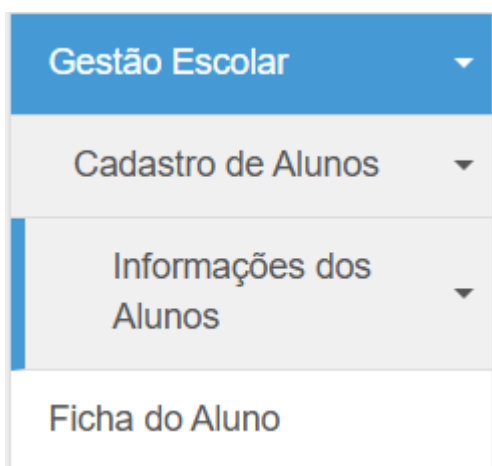 Gestão Escolar
Cadastro de Alunos
Informações dos
Alunos
Ficha do Aluno